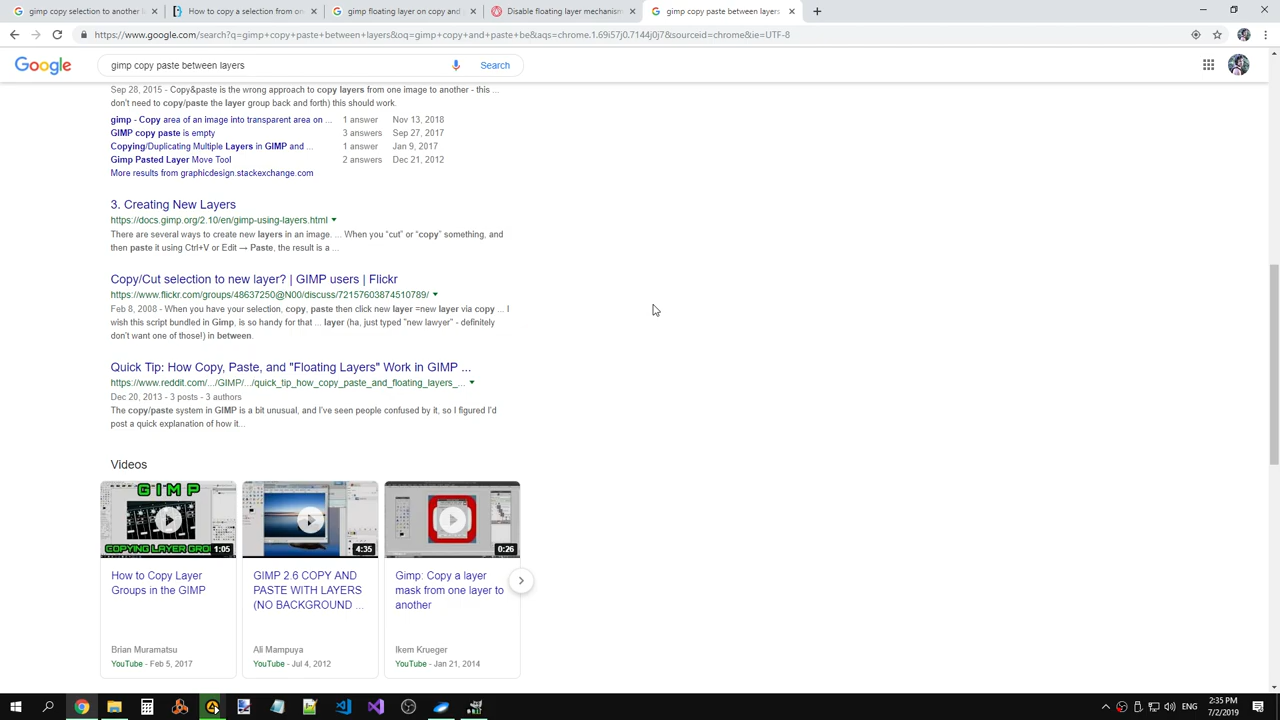 gimp copy selection to another l
How to copy a selection from one
gimp floating layer on copy and
Disable floating layer mechanism
gimp copy paste between layers
https://www.google.com/search?q=gimp+copy+paste+between+layers&oq=gimp+copy+and+paste+be&aqs=chrome.1.69i57j0.7144j0j7&sourceid=chrome&ie=UTF-8
Google
gimp copy paste between layers
Search
Sep 28, 2015 - Copy&paste is the wrong approach to copy layers from one image to another - this ...
don't need to copy/paste the layer group back and forth) this should work.
gimp - Copy area of an image into transparent area on ... 1 answer Nov 13, 2018
GIMP copy paste is empty 3 answers Sep 27, 2017
Copying/Duplicating Multiple Layers in GIMP and ... 1 answer Jan 9, 2017
Gimp Pasted Layer Move Tool 2 answers Dec 21, 2012
More results from graphicdesign.stackexchange.com
3. Creating New Layers
https://docs.gimp.org/2.10/en/gimp-using-layers.html
There are several ways to create new layers in an image. ... When you “cut” or “copy” something, and
then paste it using Ctrl+V or Edit → Paste, the result is a ...
Copy/Cut selection to new layer? | GIMP users | Flickr
https://www.flickr.com/groups/48637250@N00/discuss/72157603874510789/
Feb 8, 2008 - When you have your selection, copy, paste then click new layer =new layer via copy ... I
wish this script bundled in Gimp, is so handy for that ... layer (ha, just typed "new lawyer" - definitely
don't want one of those!) in between.
Quick Tip: How Copy, Paste, and "Floating Layers" Work in GIMP ...
https://www.reddit.com/.../GIMP/.../quick_tip_how_copy_paste_and_floating_layers_...
Dec 20, 2013 - 3 posts - 3 authors
The copy/paste system in GIMP is a bit unusual, and I've seen people confused by it, so I figured I'd
post a quick explanation of how it...
Videos
GIMP
COPYING LAYER GRO
1:05
4:35
0:26
How to Copy Layer
Groups in the GIMP
GIMP 2.6 COPY AND
PASTE WITH LAYERS
(NO BACKGROUND ...
Gimp: Copy a layer
mask from one layer to
another
Brian Muramatsu
Ali Mampuya
Ikem Krueger
YouTube - Feb 5, 2017
YouTube - Jul 4, 2012
YouTube - Jan 21, 2014
ENG
2:35 PM
7/2/2019